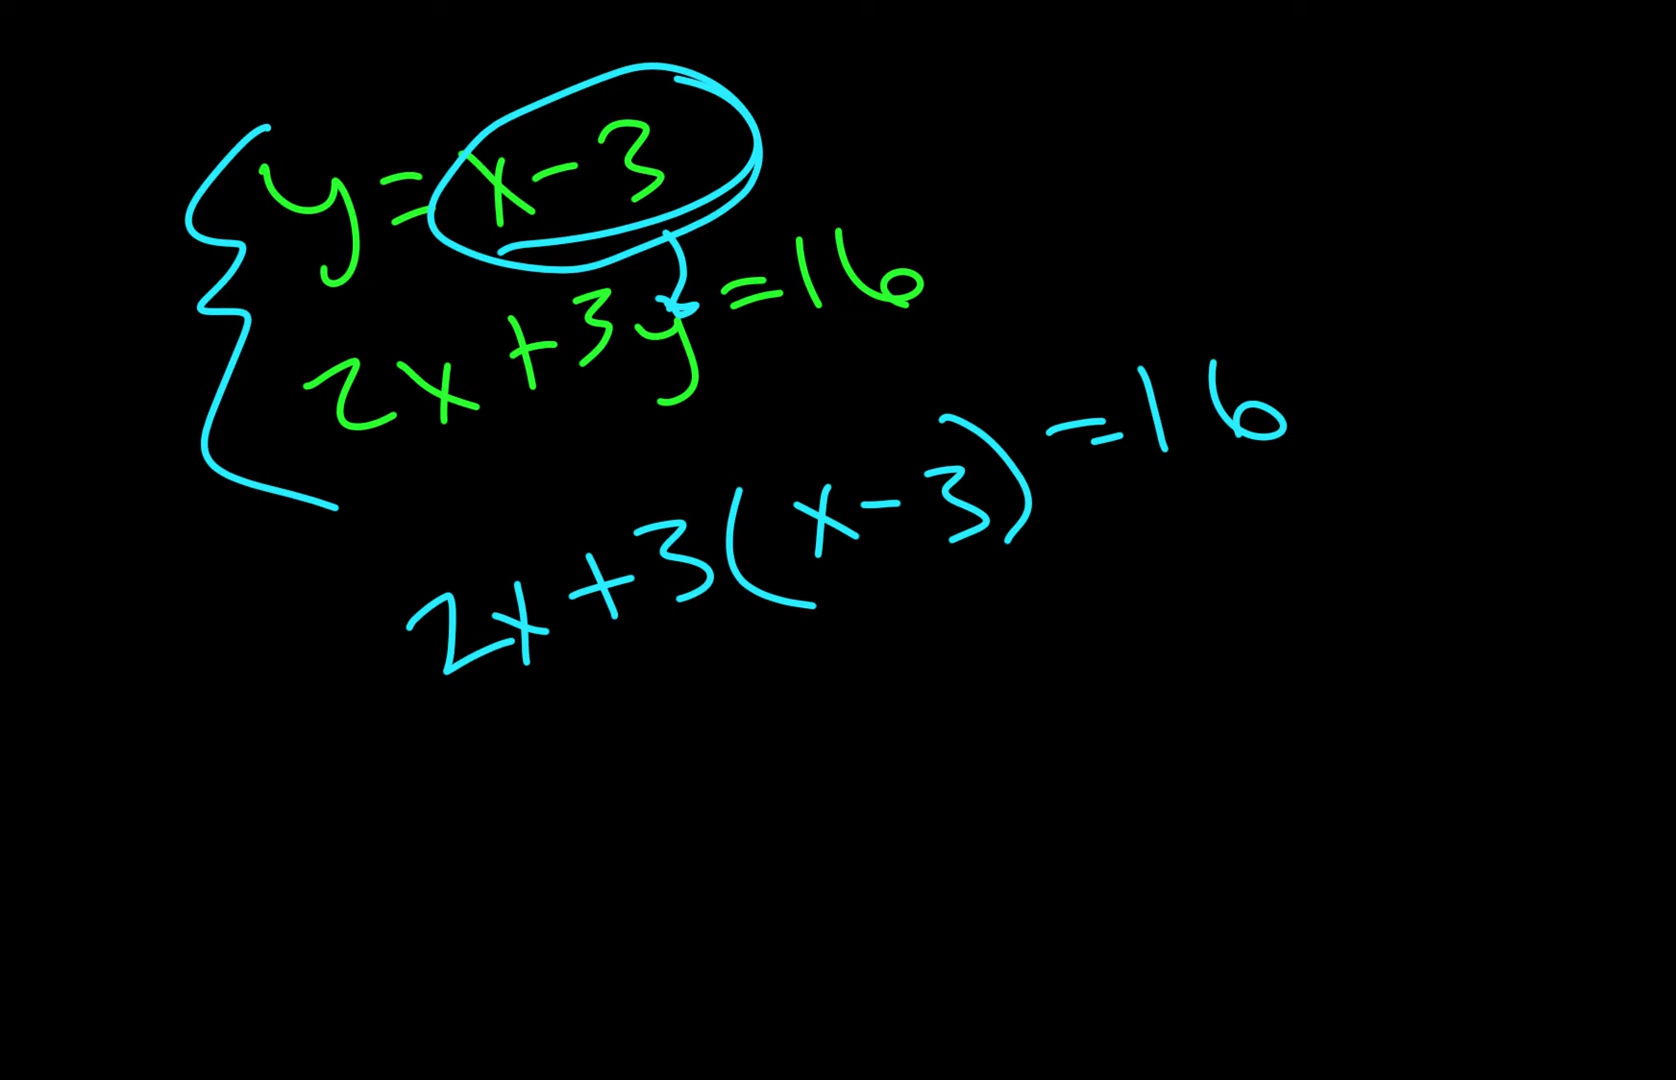 y = x - 3
2x + 3y = 16
2x + 3(x - 3) = 16